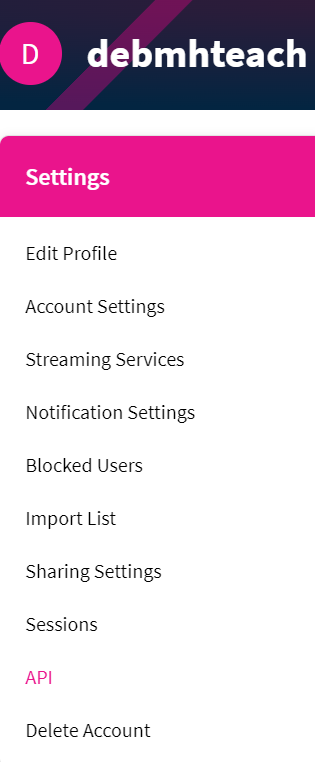 D
debmhteach
Settings
Edit Profile
Account Settings
Streaming Services
Notification Settings
Blocked Users
Import List
Sharing Settings
Sessions
API
Delete Account